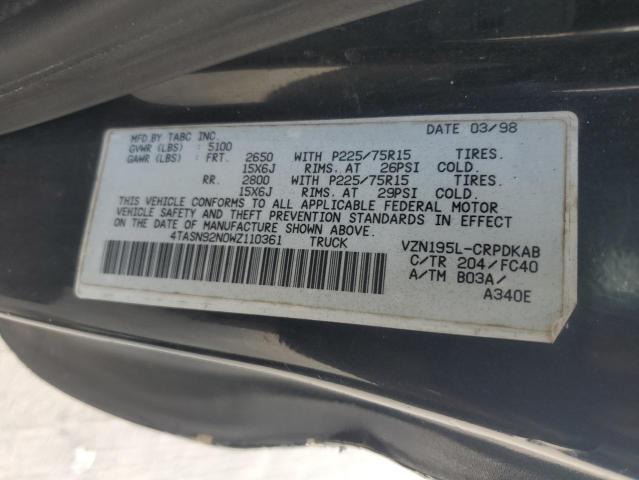 MFD BY TABC INC. DATE 03/98
GVWR (LBS) : 5100
GAWR (LBS) : FRT. 2650 WITH P225/75R15 TIRES.
15X6J RIMS. AT 26PSI COLD.
RR. 2800 WITH P225/75R15 TIRES.
15X6J RIMS. AT 29PSI COLD.
THIS VEHICLE CONFORMS TO ALL APPLICABLE FEDERAL MOTOR
VEHICLE SAFETY AND THEFT PREVENTION STANDARDS IN EFFECT
ON THE DATE OF MANUFACTURE SHOWN ABOVE.
4TASN92N0WZ110361 TRUCK VZN195L-CRPDKAB
C/TR 204/FC40
A/TM B03A/
A340E